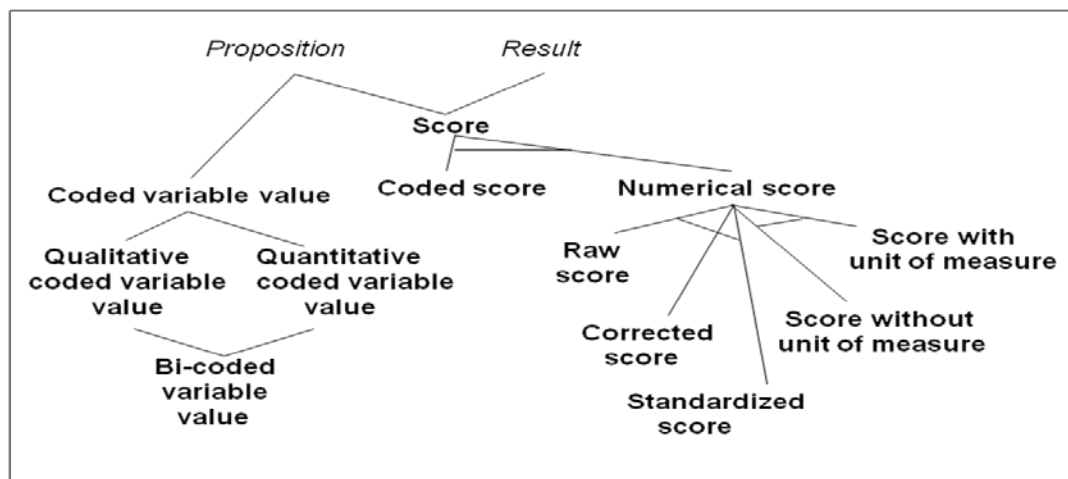 Proposition
Result
Score
Coded variable value
Coded score
Numerical score
Qualitative
coded variable
value
Quantitative
coded variable
value
Bi-coded
variable
value
Raw
score
Corrected
score
Standardized
score
Score without
unit of measure
Score with
unit of measure